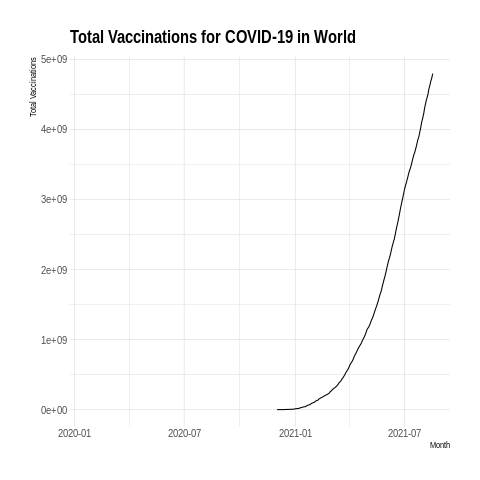 Total Vaccinations for COVID-19 in World
Total Vaccinations
5e+09
4e+09
3e+09
2e+09
1e+09
0e+00
2020-01 2020-07 2021-01 2021-07
Month